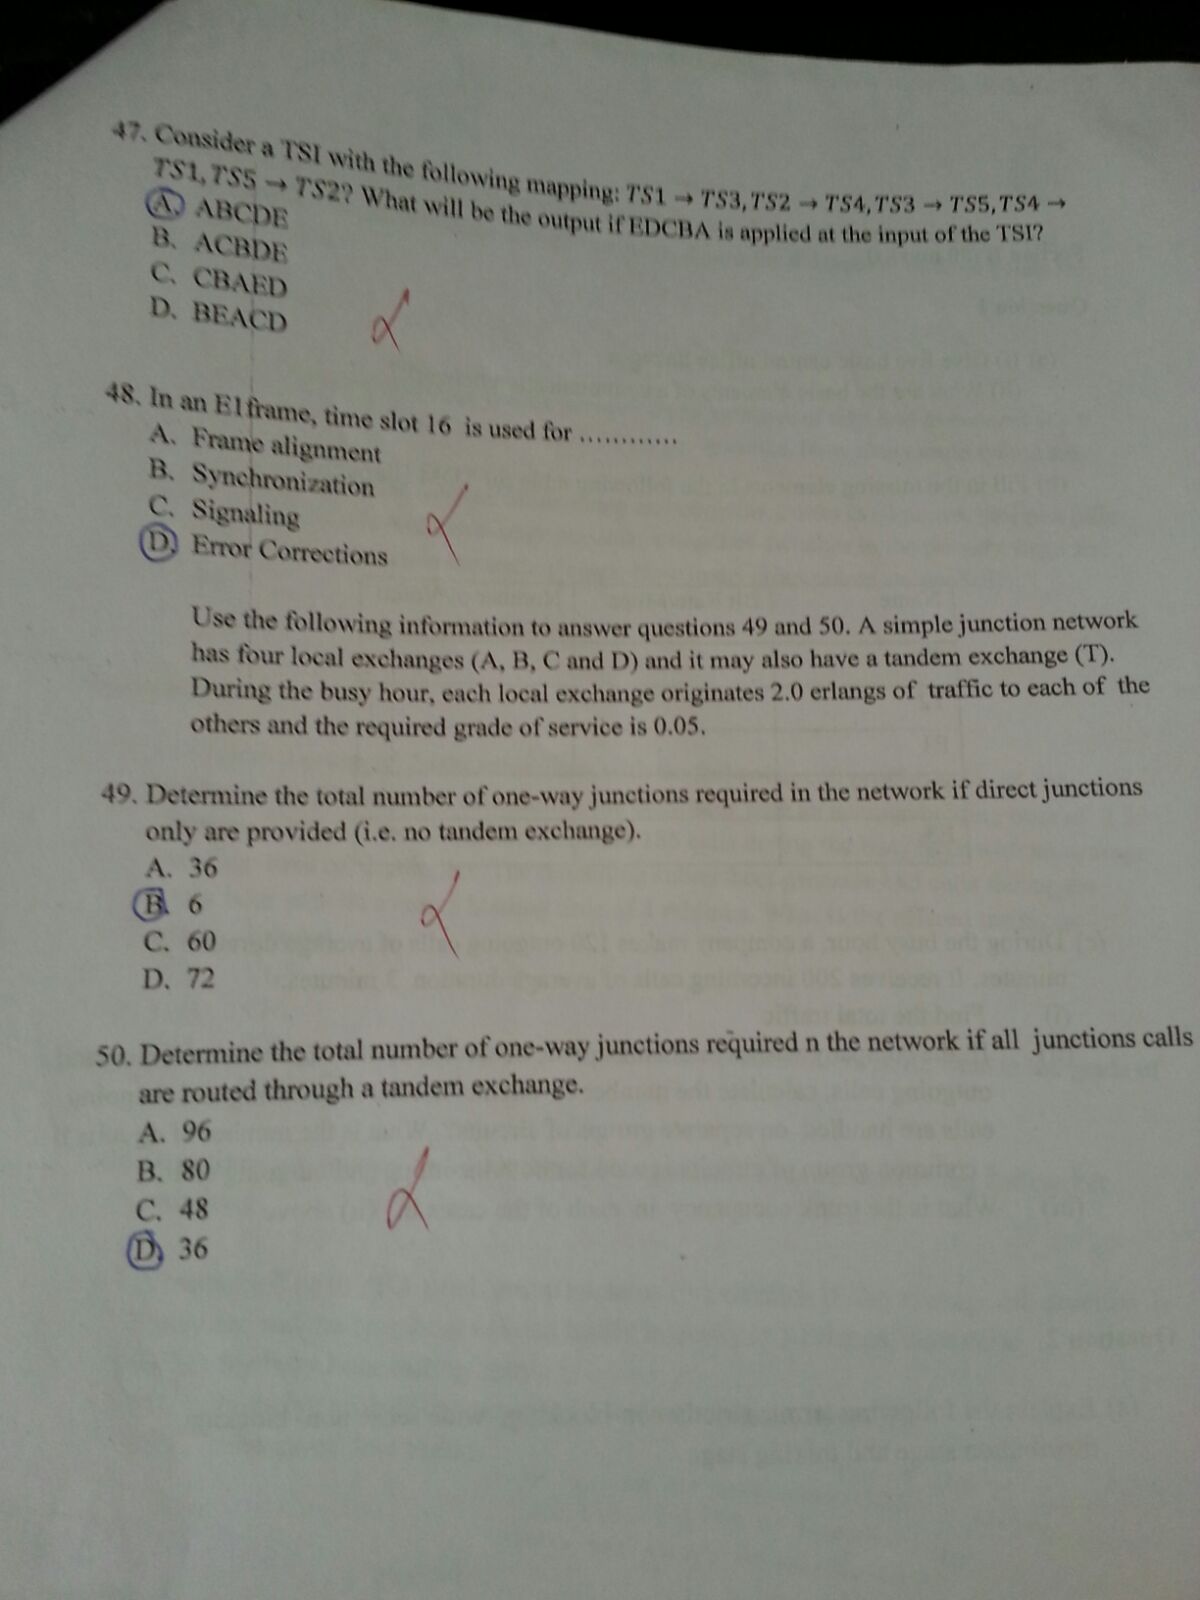 47. Consider a TSI with the following mapping: TS1 → TS3, TS2 → TS4, TS3 → TS5, TS4 →
TS1, TS5 → TS2? What will be the output if EDCBA is applied at the input of the TSI?
A. ABCDE
B. ACBDE
C. CBAED
D. BEACD
48. In an E1frame, time slot 16 is used for ............
A. Frame alignment
B. Synchronization
C. Signaling
D. Error Corrections
Use the following information to answer questions 49 and 50. A simple junction network
has four local exchanges (A, B, C and D) and it may also have a tandem exchange (T).
During the busy hour, each local exchange originates 2.0 erlangs of traffic to each of the
others and the required grade of service is 0.05.
49. Determine the total number of one-way junctions required in the network if direct junctions
only are provided (i.e. no tandem exchange).
A. 36
B. 6
C. 60
D. 72
50. Determine the total number of one-way junctions required n the network if all junctions calls
are routed through a tandem exchange.
A. 96
B. 80
C. 48
D. 36